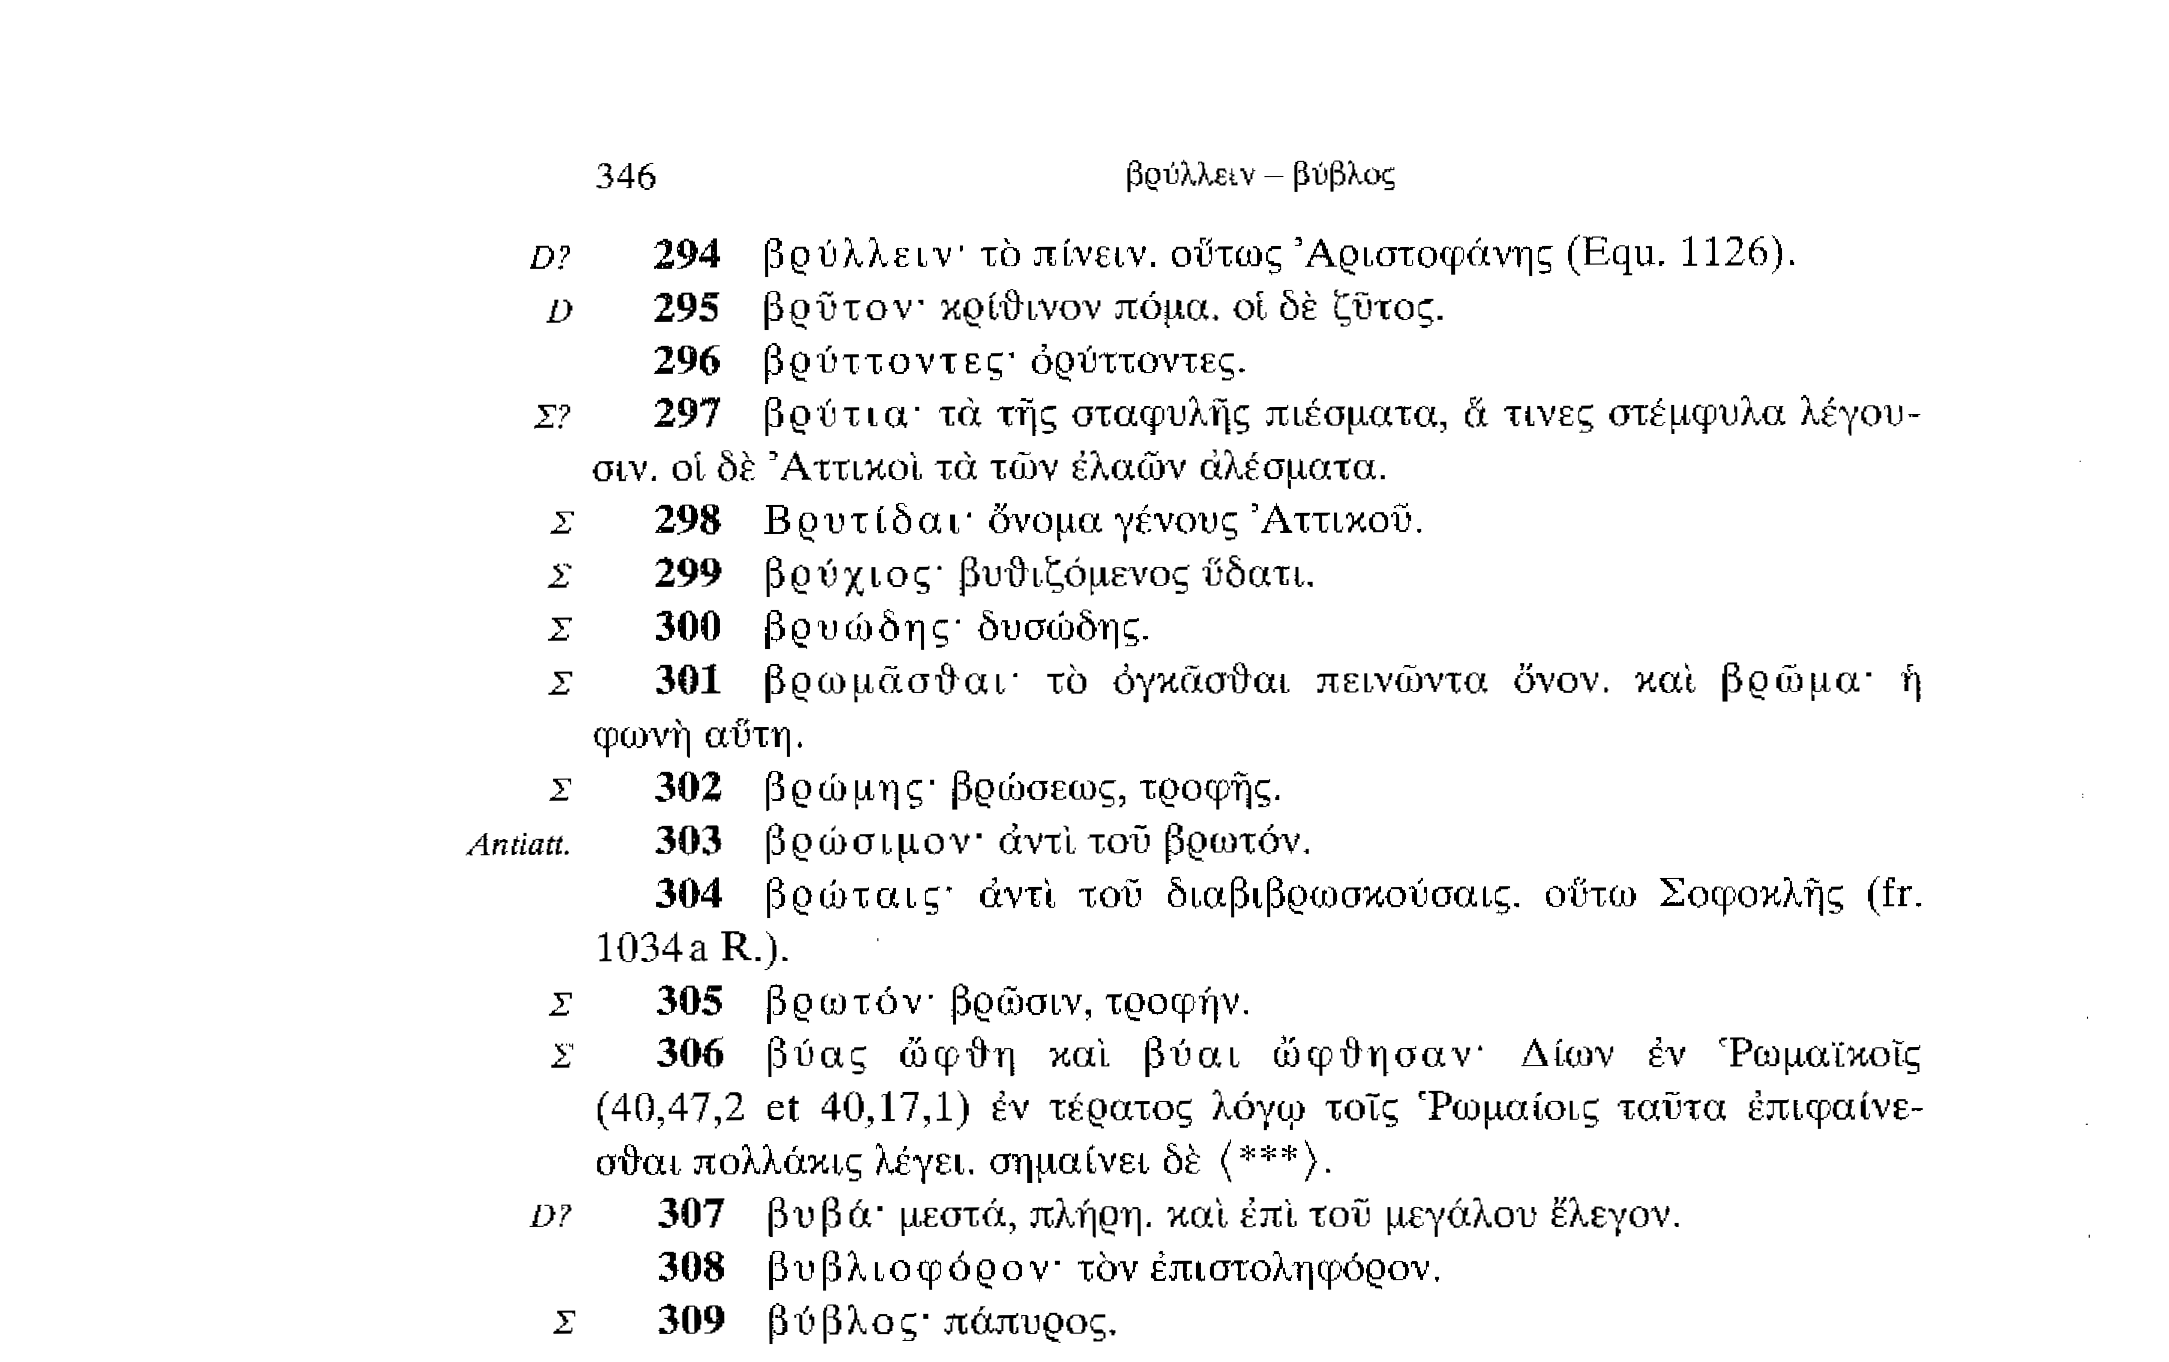 346 βρύλλειν – βύβλος
D? 294 βρύλλειν· τὸ πίνειν. οὕτως Ἀριστοφάνης (Equ. 1126).
D 295 βρῦτον· κρίθινον πόμα. οἱ δὲ ζῦτος.
296 βρύττοντες· ὀρύττοντες.
Σ? 297 βρύτια· τὰ τῆς σταφυλῆς πιέσματα, ἅ τινες στέμφυλα λέγου-
σιν. οἱ δὲ Ἀττικοὶ τὰ τῶν ἐλαῶν ἀλέσματα.
Σ 298 Βρυτίδαι· ὄνομα γένους Ἀττικοῦ.
Σ 299 βρύχιος· βυθιζόμενος ὕδατι.
Σ 300 βρυώδης· δυσώδης.
Σ 301 βρωμᾶσθαι· τὸ ὀγκᾶσθαι πεινῶντα ὄνον. καὶ βρῶμα· ἡ
φωνὴ αὕτη.
Σ 302 βρώμης· βρώσεως, τροφῆς.
Antiatt. 303 βρώσιμον· ἀντὶ τοῦ βρωτόν.
304 βρώταις· ἀντὶ τοῦ διαβιβρωσκούσαις. οὕτω Σοφοκλῆς (fr.
1034a R.).
Σ 305 βρωτόν· βρῶσιν, τροφήν.
Σ 306 βύας ὤφθη καὶ βύαι ὤφθησαν· Δίων ἐν Ῥωμαϊκοῖς
(40,47,2 et 40,17,1) ἐν τέρατος λόγῳ τοῖς Ῥωμαίοις ταῦτα ἐπιφαίνε-
σθαι πολλάκις λέγει. σημαίνει δὲ ⟨***⟩.
D? 307 βυβά· μεστά, πλήρη. καὶ ἐπὶ τοῦ μεγάλου ἔλεγον.
308 βυβλιοφόρον· τὸν ἐπιστοληφόρον.
Σ 309 βύβλος· πάπυρος.